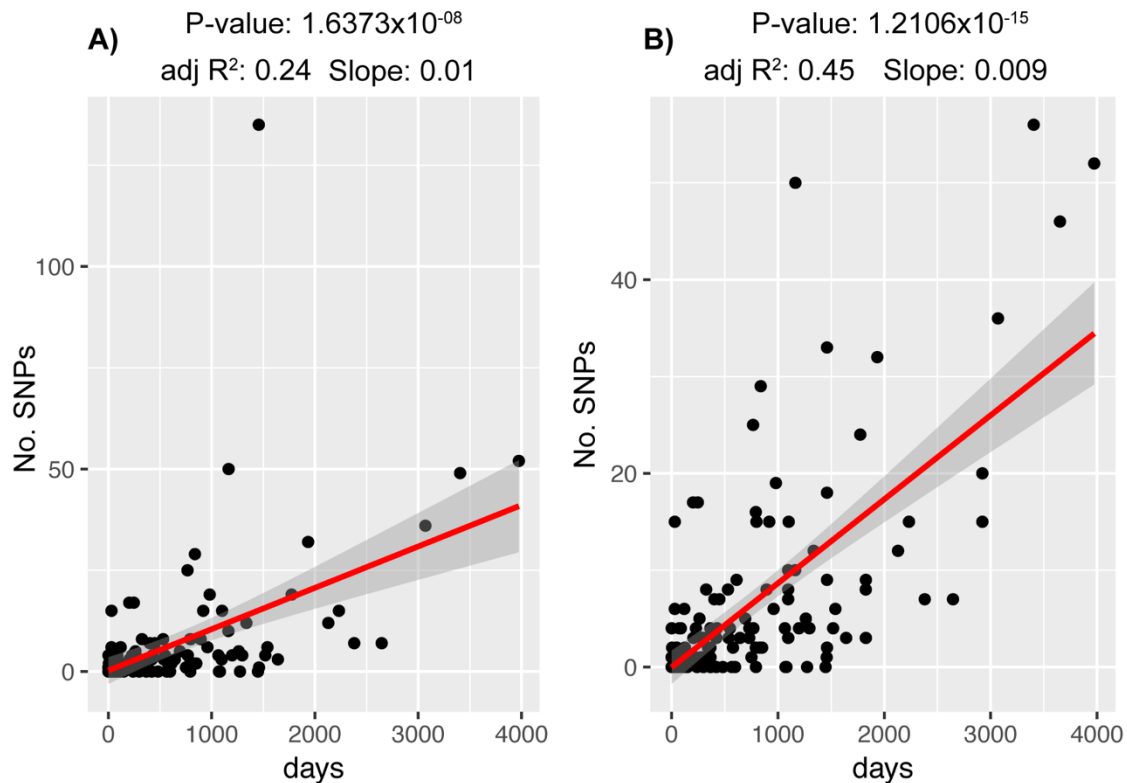 A)
P-value: 1.6373x10⁻⁰⁸
adj R²: 0.24 Slope: 0.01
No. SNPs
100
50
0
0 1000 2000 3000 4000
days
B)
P-value: 1.2106x10⁻¹⁵
adj R²: 0.45 Slope: 0.009
No. SNPs
40
20
0
0 1000 2000 3000 4000
days